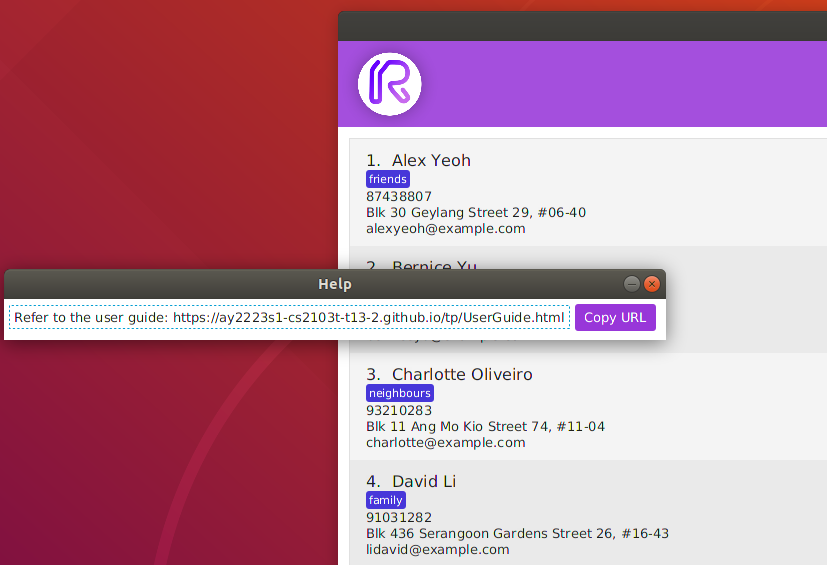 1. Alex Yeoh
friends
87438807
Blk 30 Geylang Street 29, #06-40
alexyeoh@example.com
2. Bernice Yu
Help
Refer to the user guide: https://ay2223s1-cs2103t-t13-2.github.io/tp/UserGuide.html
Copy URL
3. Charlotte Oliveiro
neighbours
93210283
Blk 11 Ang Mo Kio Street 74, #11-04
charlotte@example.com
4. David Li
family
91031282
Blk 436 Serangoon Gardens Street 26, #16-43
lidavid@example.com